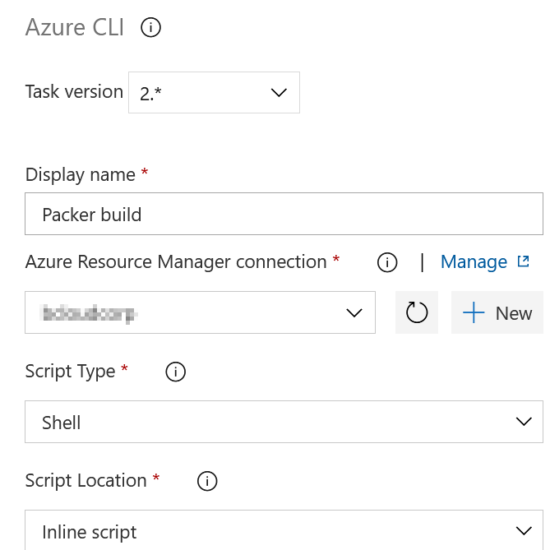 Azure CLI
Task version 2.*
Display name *
Packer build
Azure Resource Manager connection * | Manage
New
Script Type *
Shell
Script Location *
Inline script